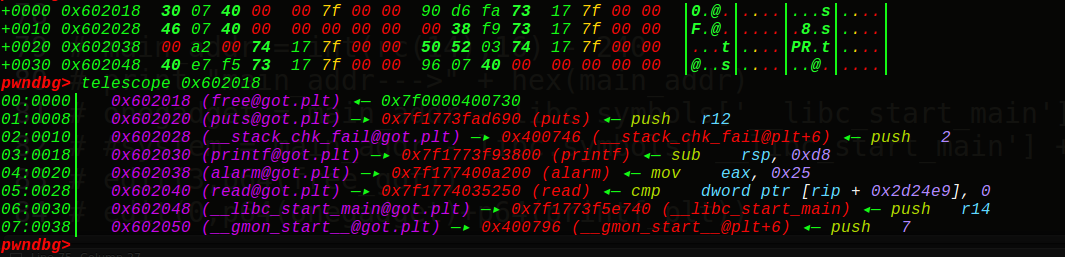 +0000 0x602018  30 07 40 00  00 7f 00 00  90 d6 fa 73  17 7f 00 00 |0.@.|....|...s|....|
+0010 0x602028  46 07 40 00  00 00 00 00  00 38 f9 73  17 7f 00 00 |F.@.|....|.8.s|....|
+0020 0x602038  00 a2 00 74  17 7f 00 00  50 52 03 74  17 7f 00 00 |...t|....|PR.t|....|
+0030 0x602048  40 e7 f5 73  17 7f 00 00  96 07 40 00  00 00 00 00 |@..s|....|..@.|....|
pwndbg> telescope 0x602018
00:0000│   0x602018 (free@got.plt) ◂— 0x7f0000400730
01:0008│   0x602020 (puts@got.plt) —▸ 0x7f1773fad690 (puts) ◂— push   r12
02:0010│   0x602028 (__stack_chk_fail@got.plt) —▸ 0x400746 (__stack_chk_fail@plt+6) ◂— push   2
03:0018│   0x602030 (printf@got.plt) —▸ 0x7f1773f93800 (printf) ◂— sub    rsp, 0xd8
04:0020│   0x602038 (alarm@got.plt) —▸ 0x7f177400a200 (alarm) ◂— mov    eax, 0x25
05:0028│   0x602040 (read@got.plt) —▸ 0x7f1774035250 (read) ◂— cmp    dword ptr [rip + 0x2d24e9], 0
06:0030│   0x602048 (__libc_start_main@got.plt) —▸ 0x7f1773f5e740 (__libc_start_main) ◂— push   r14
07:0038│   0x602050 (__gmon_start__@got.plt) —▸ 0x400796 (__gmon_start__@plt+6) ◂— push   7
pwndbg>